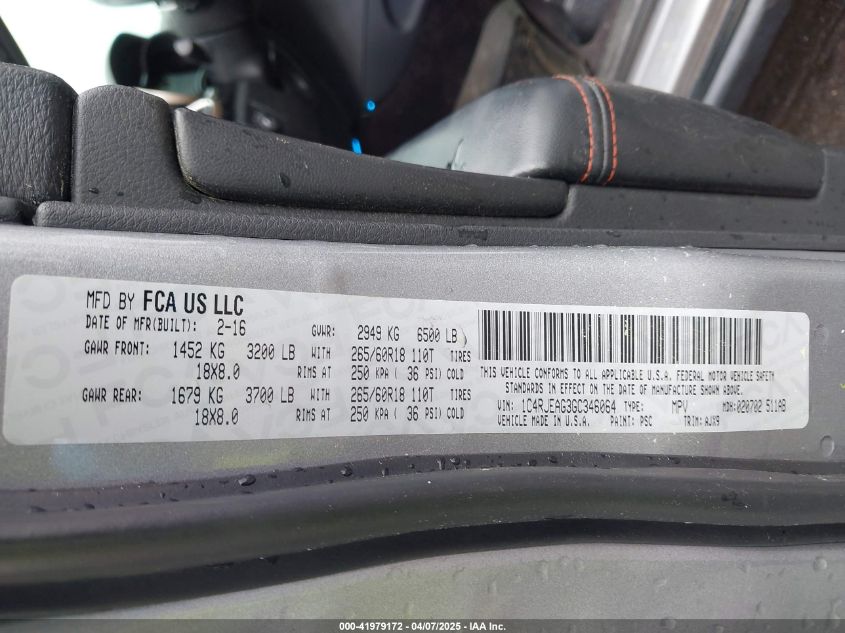 MFD BY FCA US LLC
DATE OF MFR(BUILT): 2-16 GVWR: 2949 KG 6500 LB
GAWR FRONT: 1452 KG 3200 LB WITH 265/60R18 110T TIRES
18X8.0 RIMS AT 250 KPA ( 36 PSI) COLD
GAWR REAR: 1679 KG 3700 LB WITH 265/60R18 110T TIRES
18X8.0 RIMS AT 250 KPA ( 36 PSI) COLD
THIS VEHICLE CONFORMS TO ALL APPLICABLE U.S.A. FEDERAL MOTOR VEHICLE SAFETY
STANDARDS IN EFFECT ON THE DATE OF MANUFACTURE SHOWN ABOVE.
VIN: 1C4RJEAG3GC346064 TYPE: MPV MDH: 020702 511AB
VEHICLE MADE IN U.S.A. PAINT: PSC TRIM: AJX9
000-41979172 - 04/07/2025 - IAA Inc.